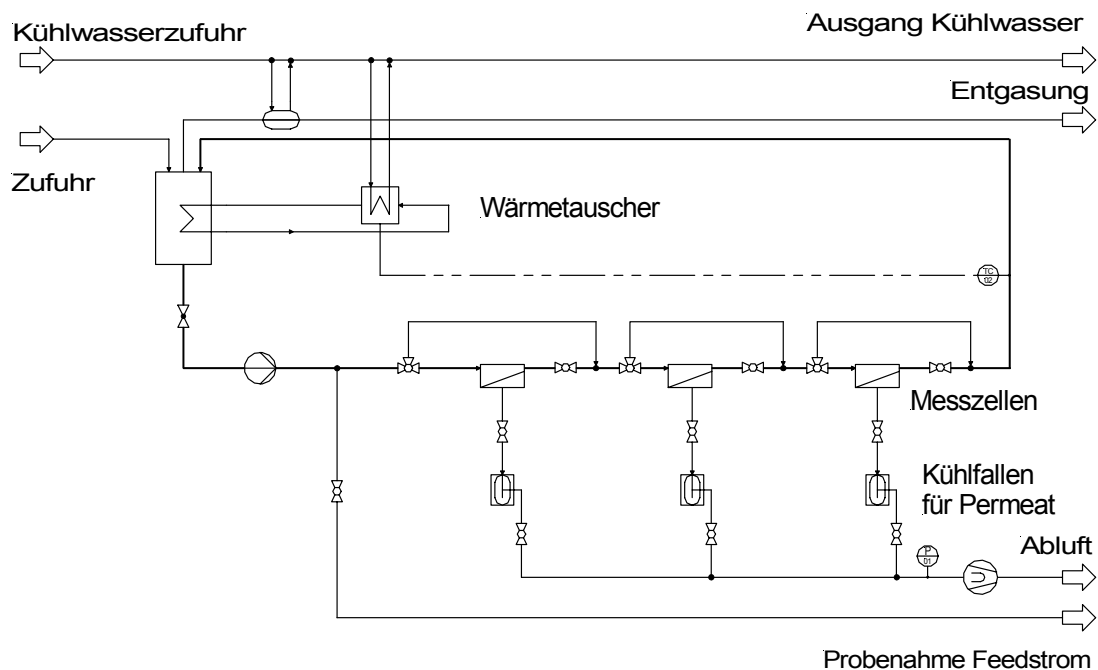 Kühlwasserzufuhr
Ausgang Kühlwasser
Entgasung
Zufuhr
Wärmetauscher
TC
02
Messzellen
Kühlfallen
für Permeat
P
01
Abluft
Probenahme Feedstrom